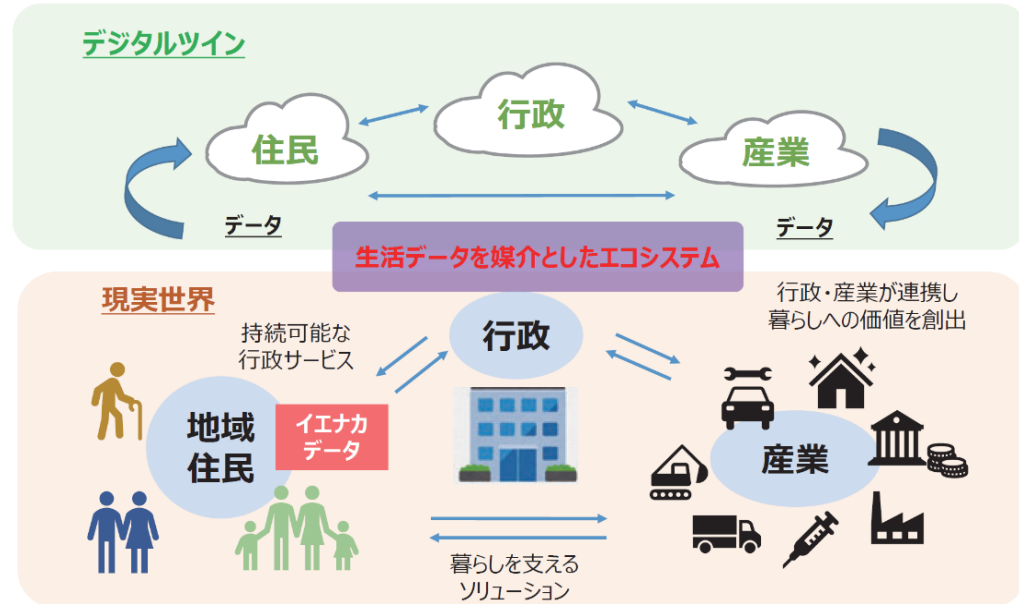 デジタルツイン
行政
住民
産業
データ
データ
生活データを媒介としたエコシステム
現実世界
行政・産業が連携し
暮らしへの価値を創出
持続可能な
行政サービス
行政
地域
住民
イエナカ
データ
産業
暮らしを支える
ソリューション